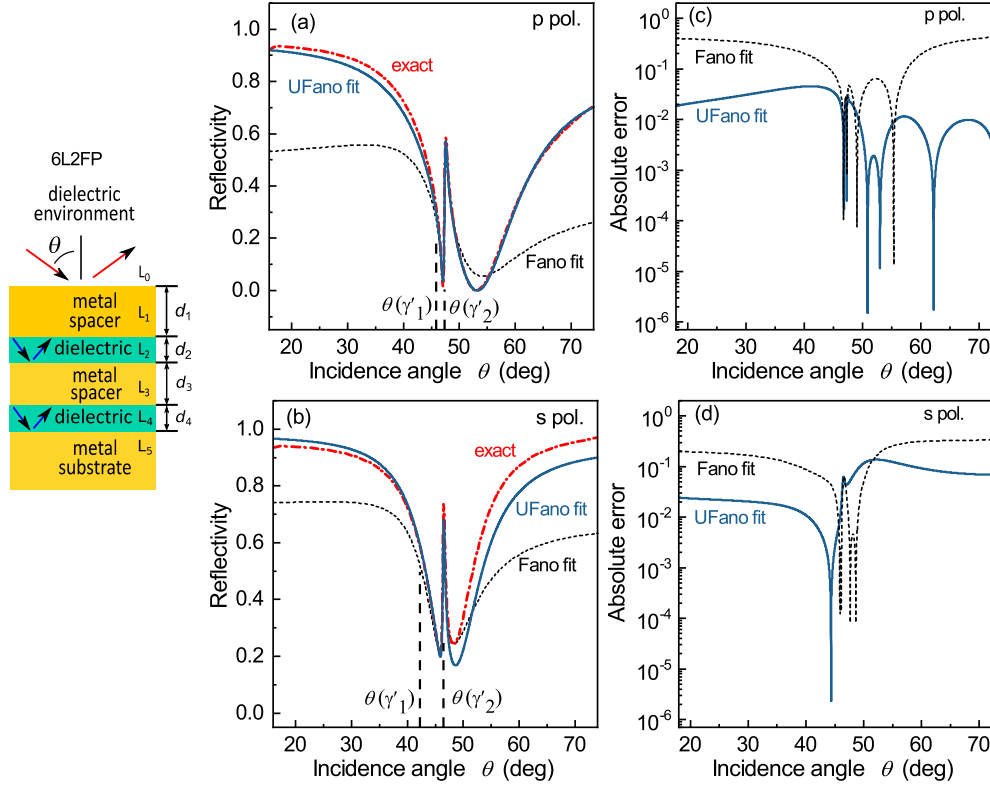 6L2FP
dielectric
environment
θ
L₀
metal
spacer
L₁
d₁
dielectric
L₂
d₂
metal
spacer
L₃
d₃
dielectric
L₄
d₄
metal
substrate
L₅
(a)
p pol.
exact
UFano fit
Fano fit
θ(γ′₁)
θ(γ′₂)
Reflectivity
1.0
0.8
0.6
0.4
0.2
0.0
20 30 40 50 60 70
Incidence angle θ (deg)
(c)
p pol.
Fano fit
UFano fit
Absolute error
10⁰
10⁻¹
10⁻²
10⁻³
10⁻⁴
10⁻⁵
10⁻⁶
20 30 40 50 60 70
Incidence angle θ (deg)
(b)
s pol.
exact
UFano fit
Fano fit
θ(γ′₁)
θ(γ′₂)
Reflectivity
1.0
0.8
0.6
0.4
0.2
0.0
20 30 40 50 60 70
Incidence angle θ (deg)
(d)
s pol.
Fano fit
UFano fit
Absolute error
10⁰
10⁻¹
10⁻²
10⁻³
10⁻⁴
10⁻⁵
10⁻⁶
20 30 40 50 60 70
Incidence angle θ (deg)